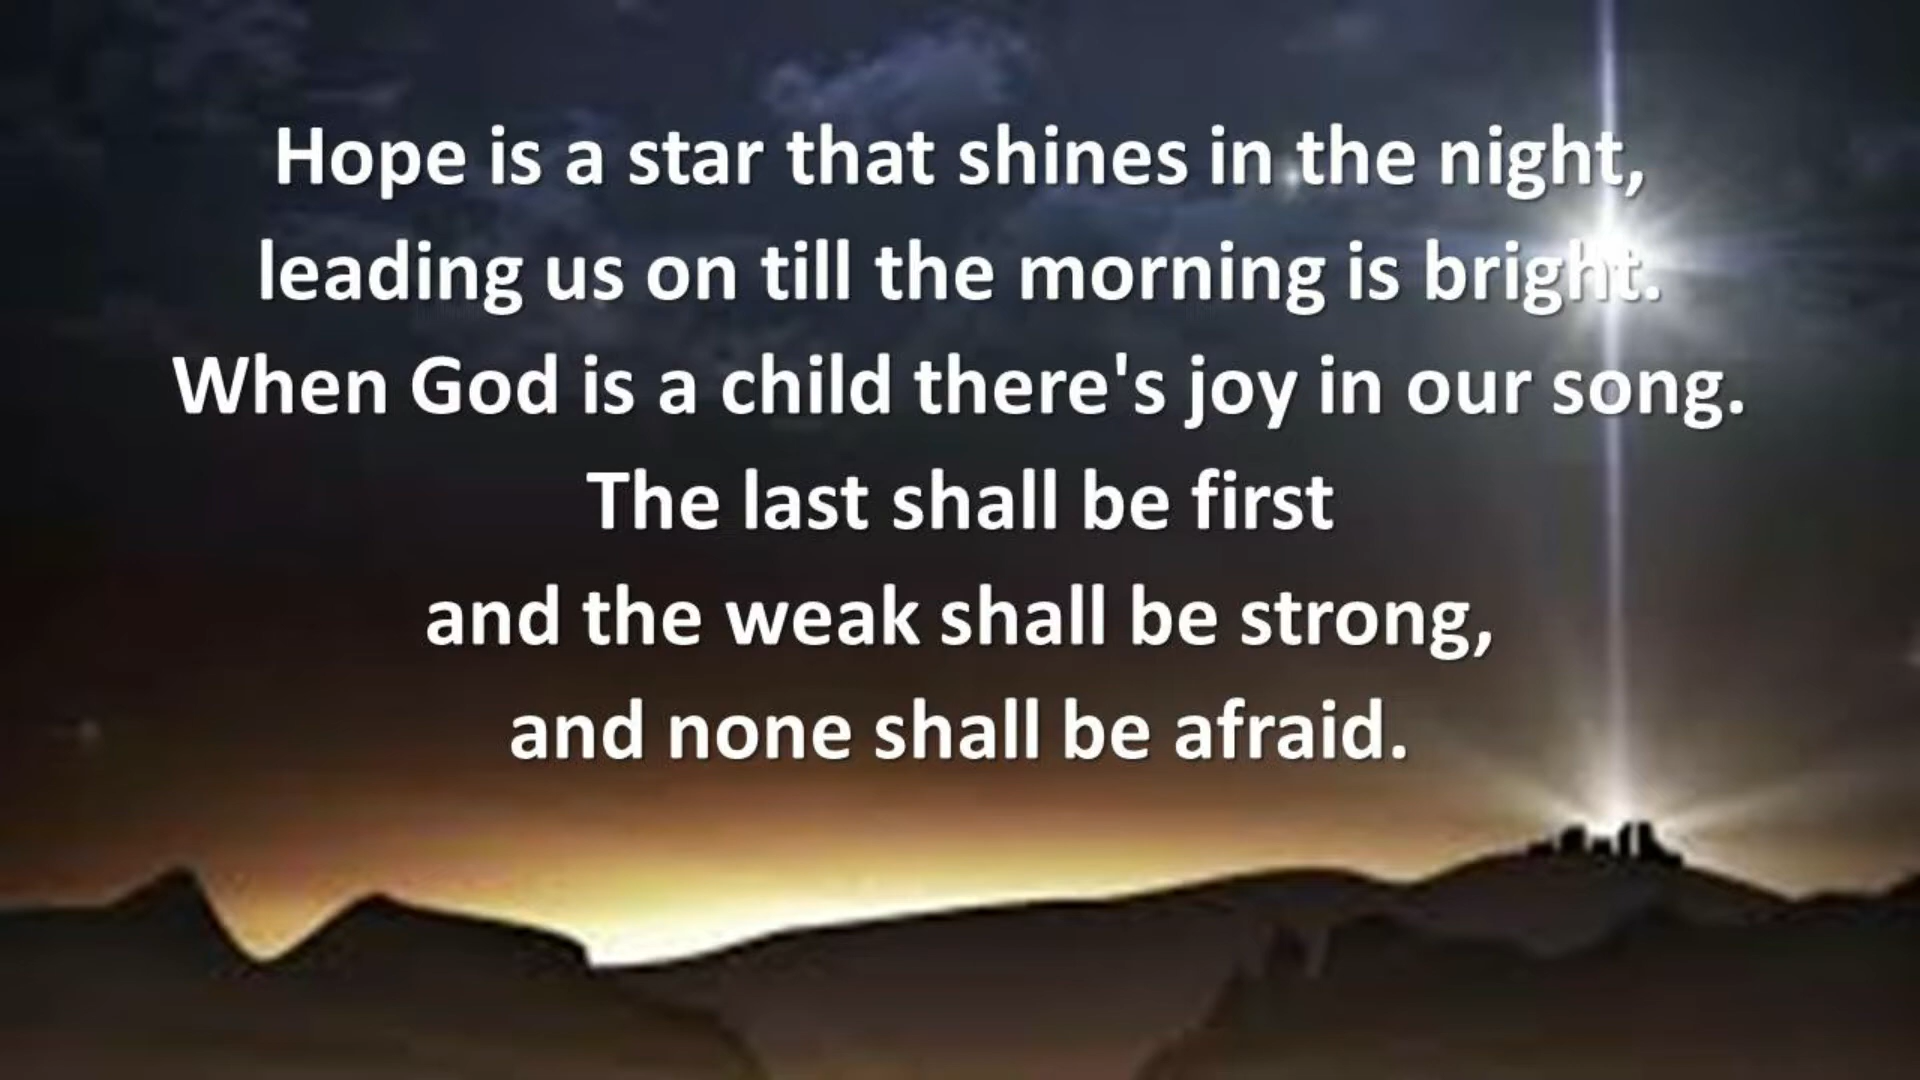 Hope is a star that shines in the night,
leading us on till the morning is bright.
When God is a child there's joy in our song.
The last shall be first
and the weak shall be strong,
and none shall be afraid.